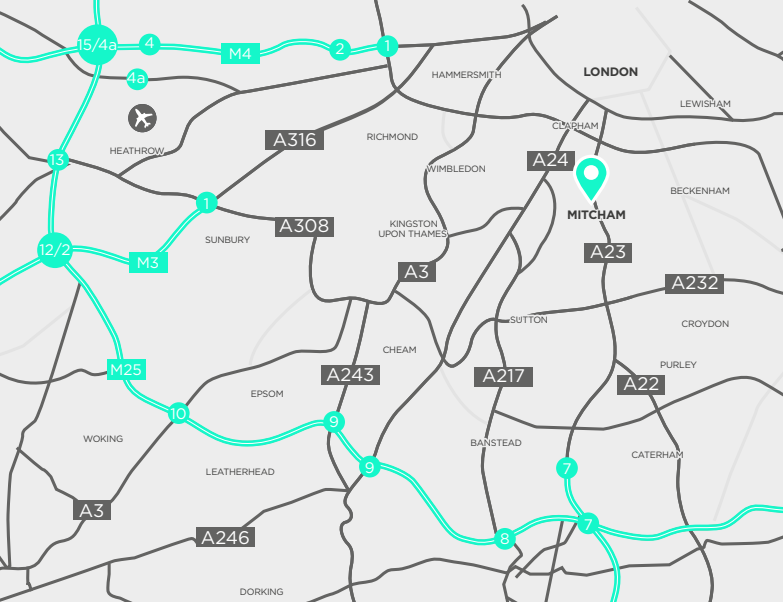 15/4a
4
M4
2
1
4a
HAMMERSMITH
LONDON
LEWISHAM
HEATHROW
A316
RICHMOND
CLAPHAM
13
WIMBLEDON
A24
1
BECKENHAM
MITCHAM
A308
KINGSTON
UPON THAMES
SUNBURY
12/2
M3
A3
A23
A232
SUTTON
CROYDON
CHEAM
M25
A243
A217
PURLEY
A22
EPSOM
10
9
WOKING
BANSTEAD
CATERHAM
LEATHERHEAD
9
7
A3
A246
8
7
DORKING